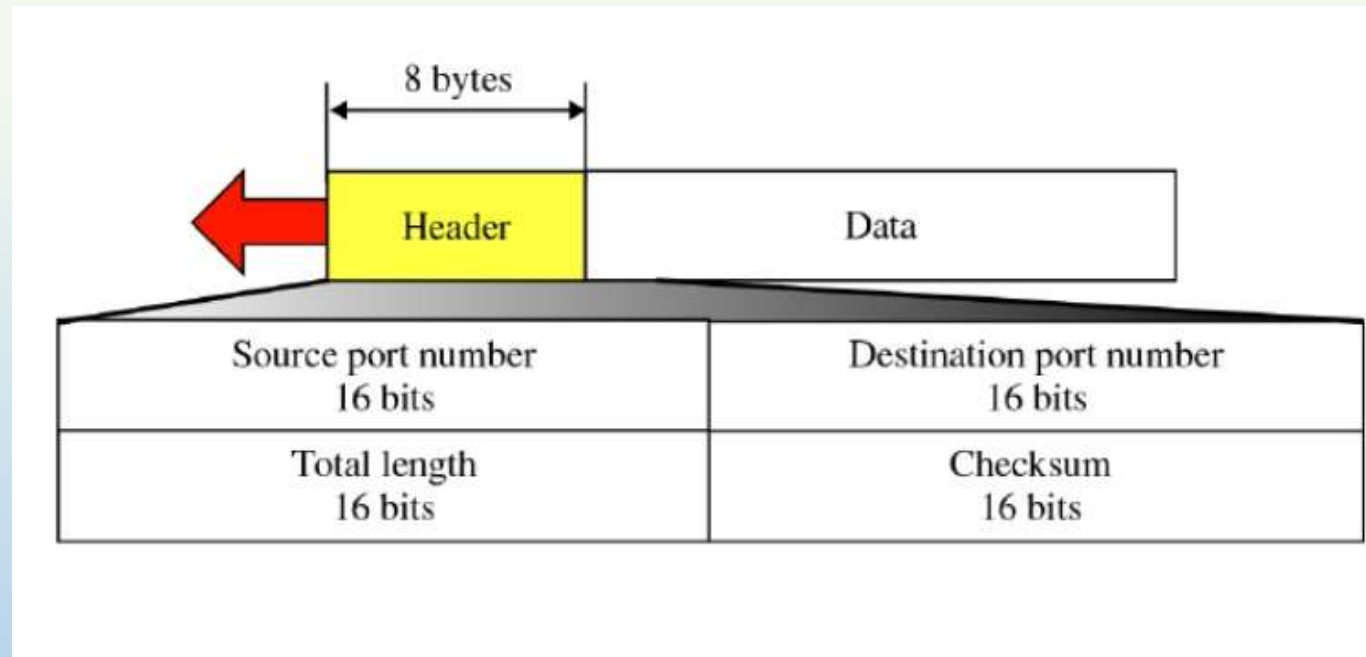 8 bytes
Header
Data
Source port number
16 bits
Destination port number
16 bits
Total length
16 bits
Checksum
16 bits